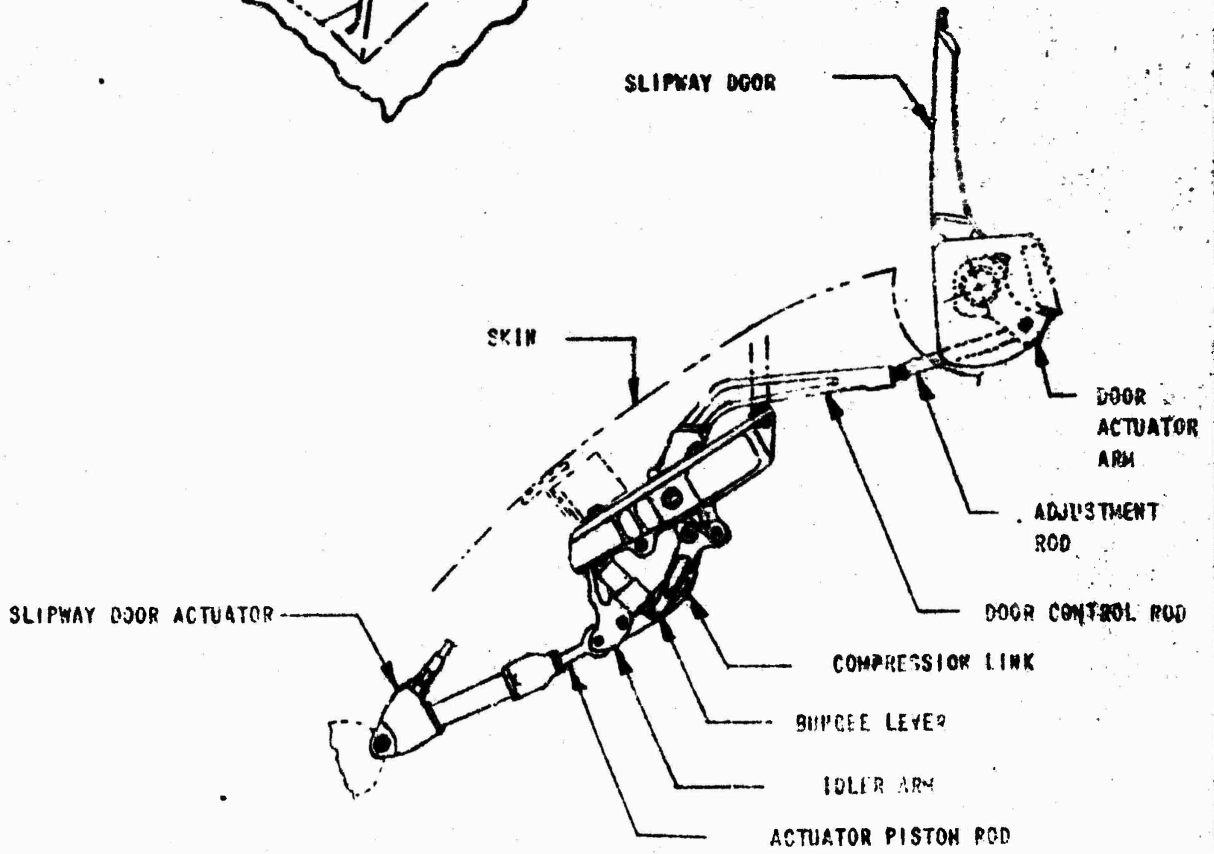 SLIPWAY DOOR
SKIN
DOOR
ACTUATOR
ARM
ADJUSTMENT
ROD
SLIPWAY DOOR ACTUATOR
DOOR CONTROL ROD
COMPRESSION LINK
BUNGEE LEVER
IDLER ARM
ACTUATOR PISTON ROD